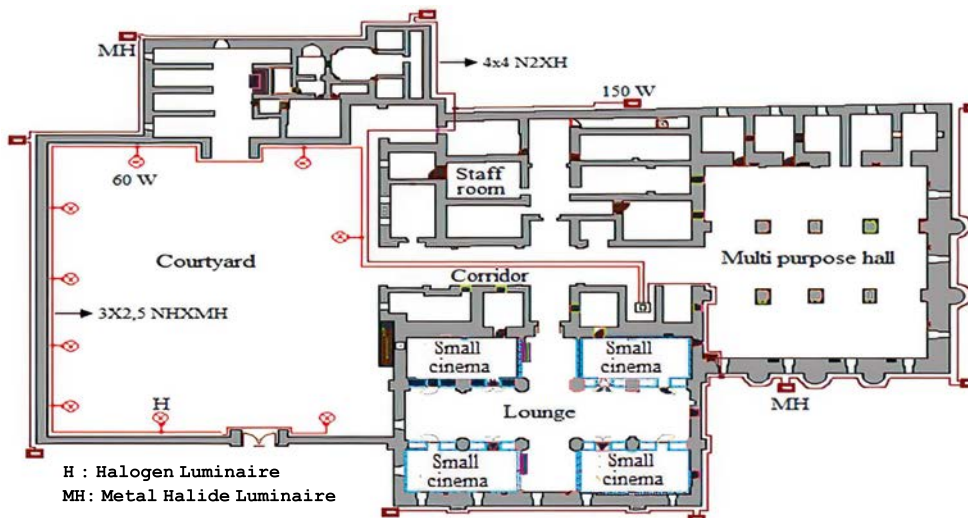 MH
4x4 N2XH
150 W
60 W
Staff
room
Courtyard
Multi purpose hall
Corridor
3X2,5 NHXMH
Small
cinema
Small
cinema
H
Lounge
MH
Small
cinema
Small
cinema
H : Halogen Luminaire
MH: Metal Halide Luminaire